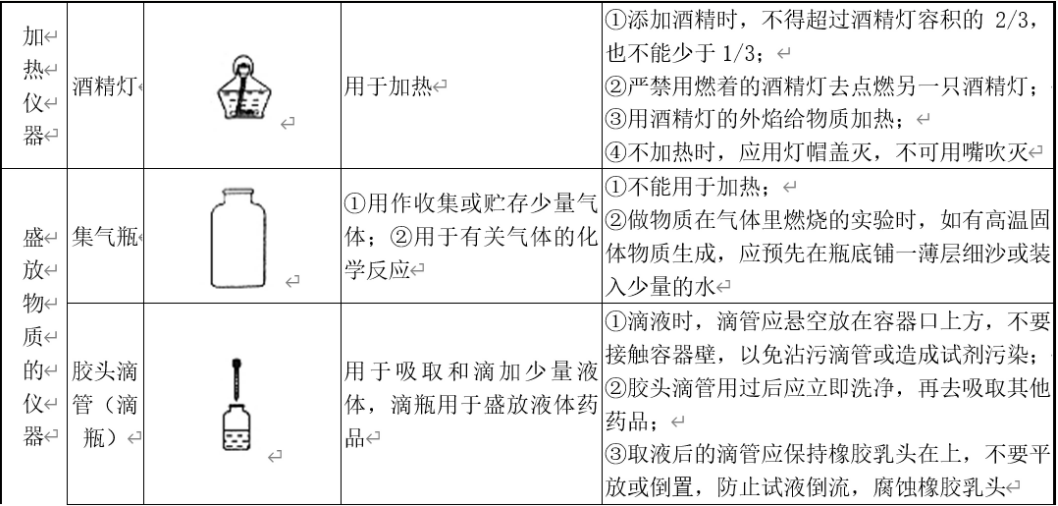 加
热
仪
器
酒精灯
用于加热
①添加酒精时，不得超过酒精灯容积的 2/3，
也不能少于 1/3；
②严禁用燃着的酒精灯去点燃另一只酒精灯；
③用酒精灯的外焰给物质加热；
④不加热时，应用灯帽盖灭，不可用嘴吹灭
盛
放
物
质
的
仪
器
集气瓶
①用作收集或贮存少量气
体；②用于有关气体的化
学反应
①不能用于加热；
②做物质在气体里燃烧的实验时，如有高温固
体物质生成，应预先在瓶底铺一薄层细沙或装
入少量的水
胶头滴
管（滴
瓶）
用于吸取和滴加少量液
体，滴瓶用于盛放液体药
品
①滴液时，滴管应悬空放在容器口上方，不要
接触容器壁，以免沾污滴管或造成试剂污染；
②胶头滴管用过后应立即洗净，再去吸取其他
药品；
③取液后的滴管应保持橡胶乳头在上，不要平
放或倒置，防止试液倒流，腐蚀橡胶乳头